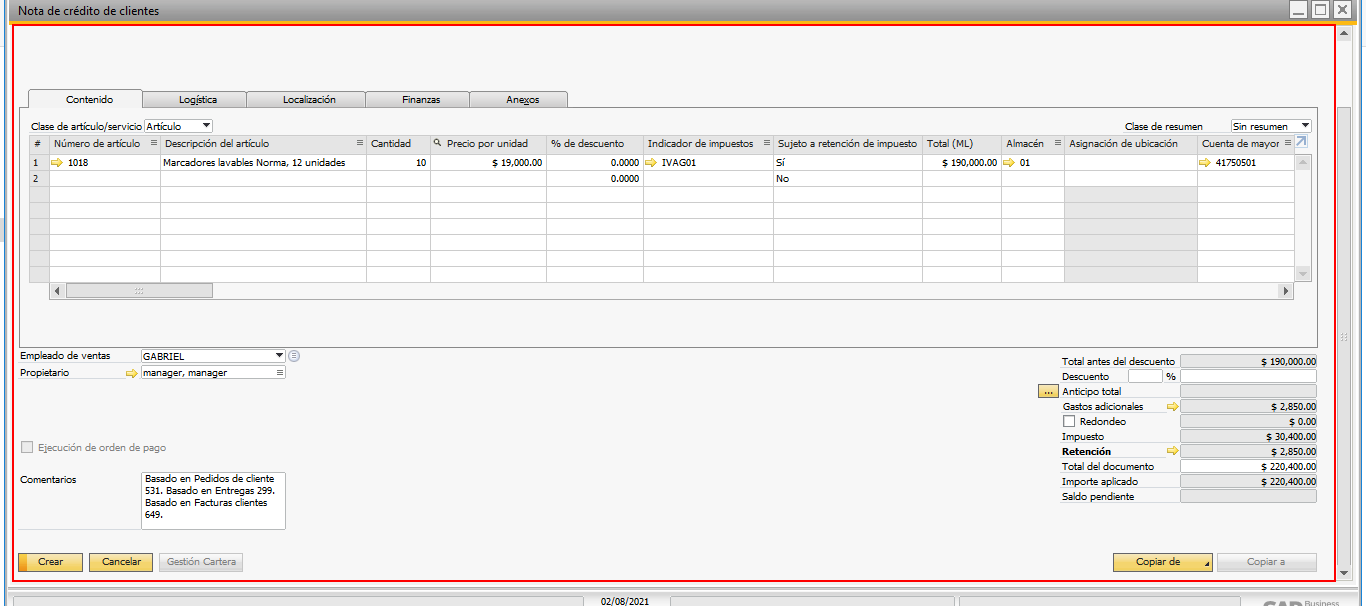 Nota de crédito de clientes
Contenido Logística Localización Finanzas Anexos
Clase de artículo/servicio Artículo Clase de resumen Sin resumen
# Número de artículo Descripción del artículo Cantidad Precio por unidad % de descuento Indicador de impuestos Sujeto a retención de impuesto Total (ML) Almacén Asignación de ubicación Cuenta de mayor
1 1018 Marcadores lavables Norma, 12 unidades 10 $ 19,000.00 0.0000 IVAG01 Sí $ 190,000.00 01 41750501
2 0.0000 No
Empleado de ventas GABRIEL
Propietario manager, manager
Total antes del descuento $ 190,000.00
Descuento %
... Anticipo total
Gastos adicionales $ 2,850.00
Redondeo $ 0.00
Impuesto $ 30,400.00
Retención $ 2,850.00
Total del documento $ 220,400.00
Importe aplicado $ 220,400.00
Saldo pendiente
Ejecución de orden de pago
Comentarios
Basado en Pedidos de cliente
531. Basado en Entregas 299.
Basado en Facturas clientes
649.
Crear Cancelar Gestión Cartera Copiar de Copiar a
02/08/2021
SAP Business